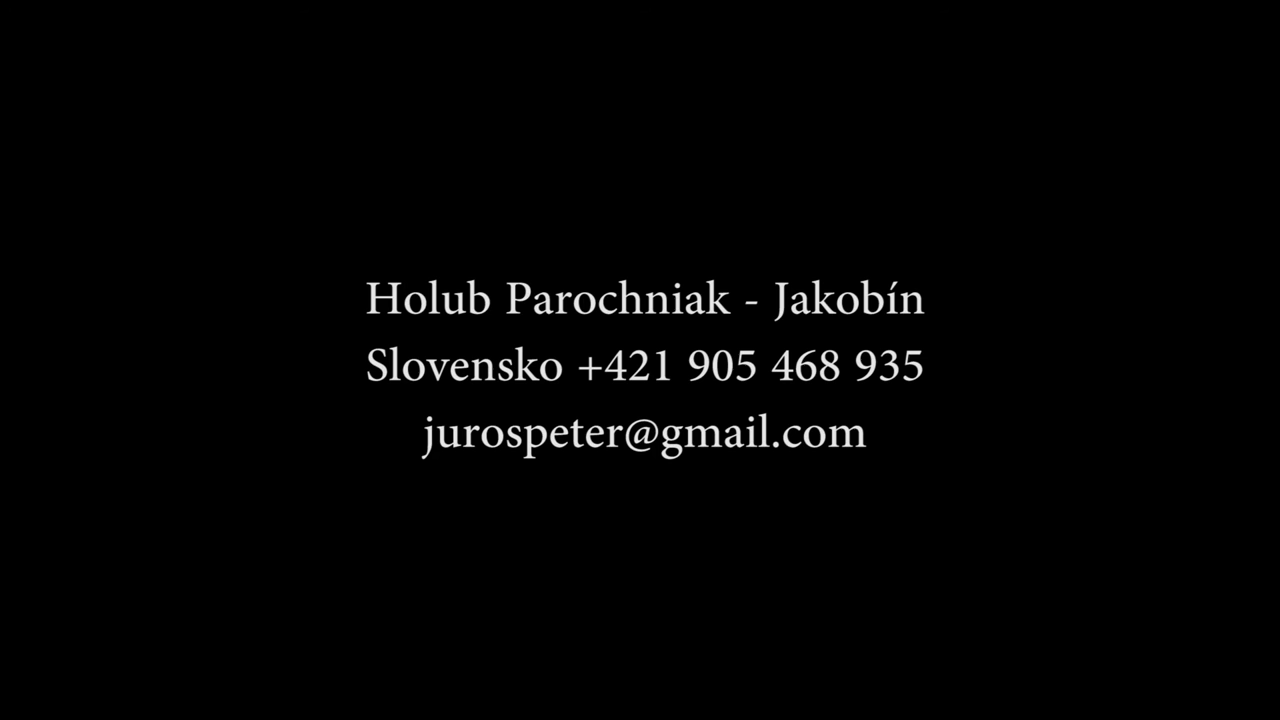 Holub Parochniak - Jakobín
Slovensko +421 905 468 935
jurospeter@gmail.com